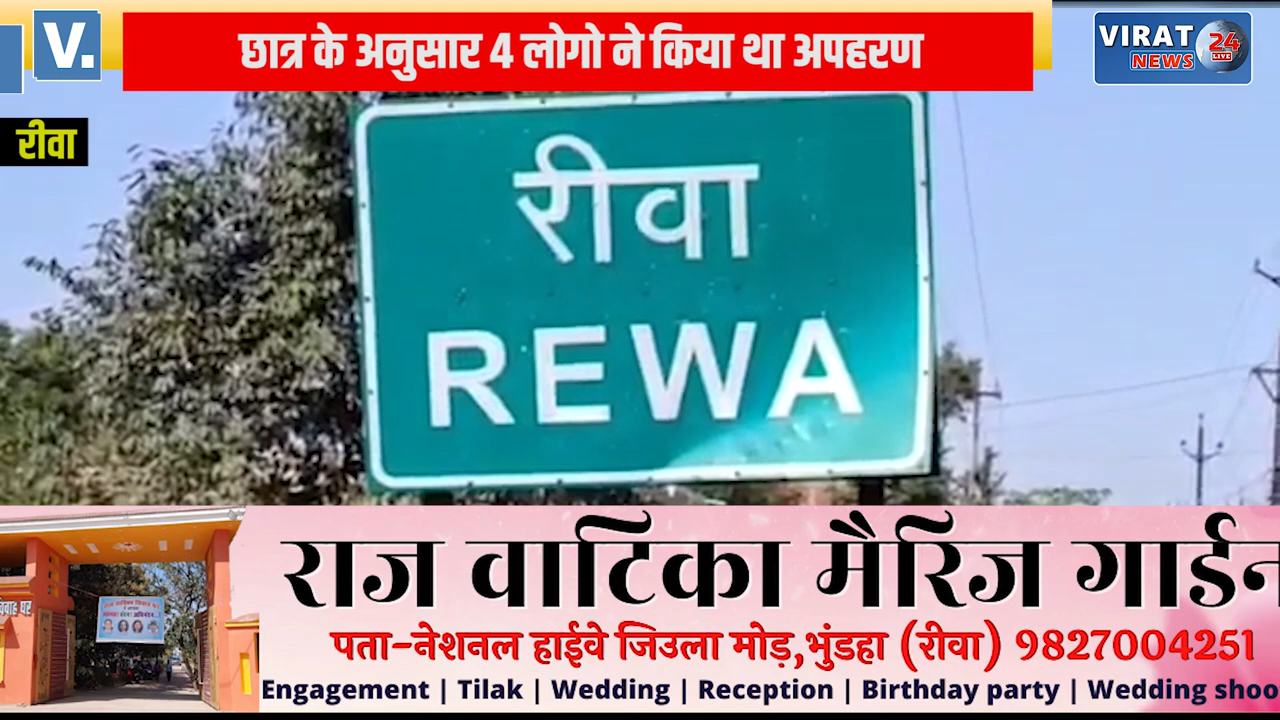 V.
छात्र के अनुसार 4 लोगो ने किया था अपहरण
VIRAT
NEWS
24
LIVE
रीवा
रीवा
REWA
राज वाटिका मैरिज गार्डन
पता-नेशनल हाईवे जिउला मोड़,भुंडहा (रीवा) 9827004251
Engagement | Tilak | Wedding | Reception | Birthday party | Wedding shoo